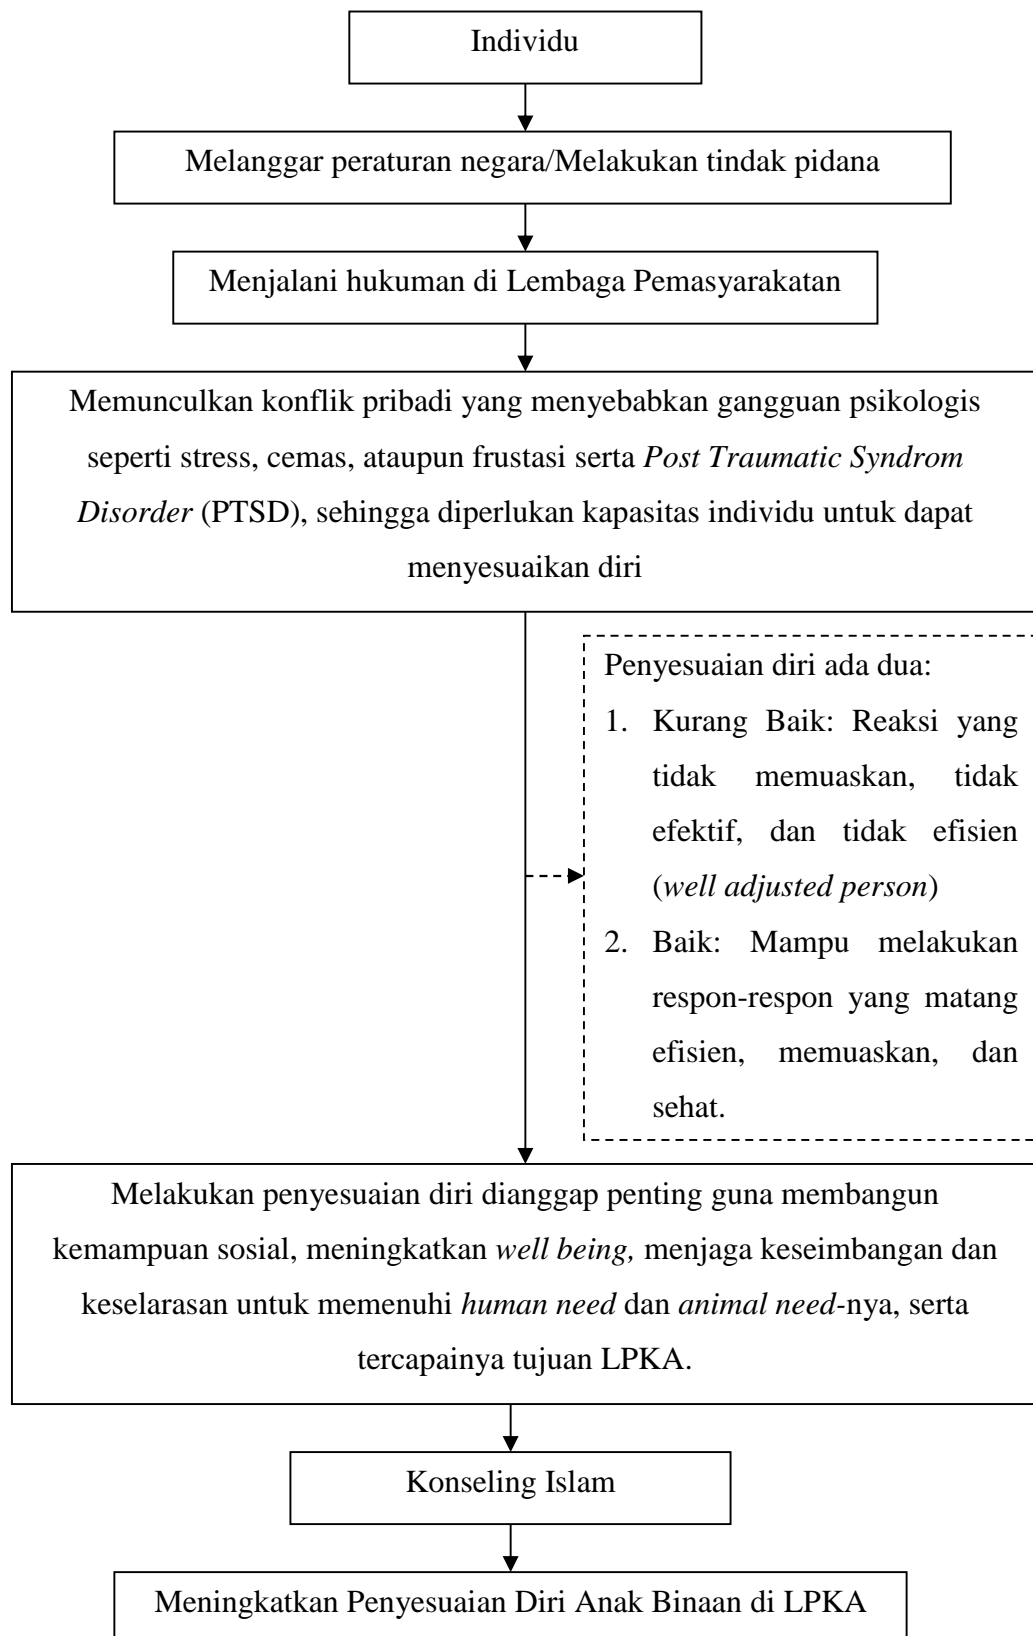 Individu
Melanggar peraturan negara/Melakukan tindak pidana
Menjalani hukuman di Lembaga Pemasyarakatan
Memunculkan konflik pribadi yang menyebabkan gangguan psikologis
seperti stress, cemas, ataupun frustasi serta Post Traumatic Syndrom
Disorder (PTSD), sehingga diperlukan kapasitas individu untuk dapat
menyesuaikan diri
Penyesuaian diri ada dua:
1. Kurang Baik: Reaksi yang
tidak memuaskan, tidak
efektif, dan tidak efisien
(well adjusted person)
2. Baik: Mampu melakukan
respon-respon yang matang
efisien, memuaskan, dan
sehat.
Melakukan penyesuaian diri dianggap penting guna membangun
kemampuan sosial, meningkatkan well being, menjaga keseimbangan dan
keselarasan untuk memenuhi human need dan animal need-nya, serta
tercapainya tujuan LPKA.
Konseling Islam
Meningkatkan Penyesuaian Diri Anak Binaan di LPKA